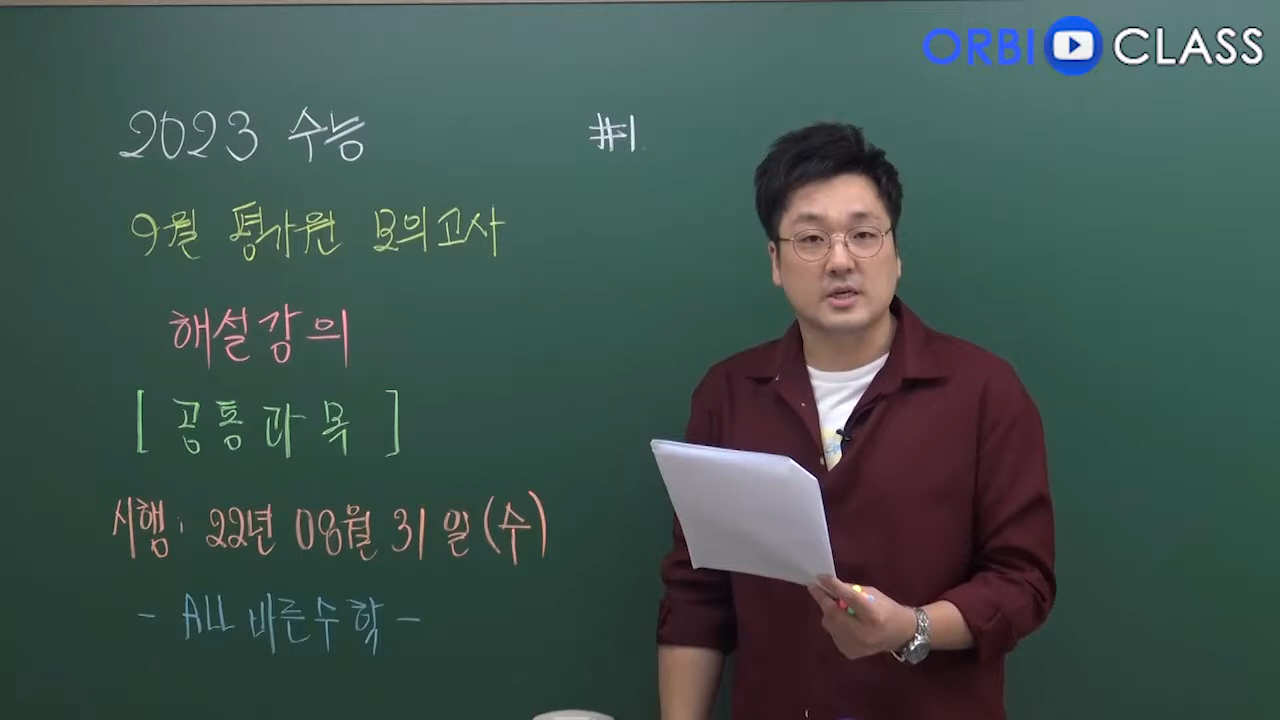 ORBI CLASS
2023 수능
#1.
9월 평가원 모의고사
해설강의
[공통과목]
시행: 22년 08월 31일(수)
- ALL 바른수학 -